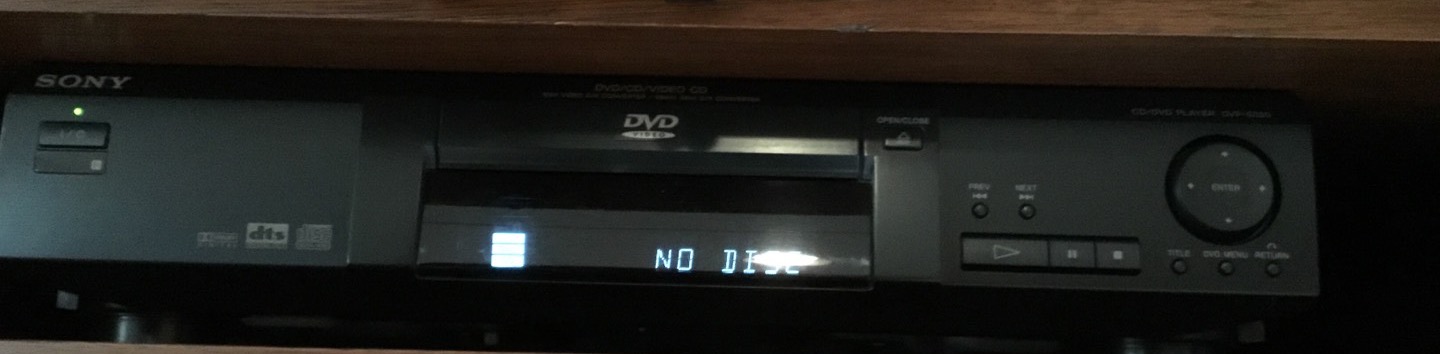 SONY
DVD/CD/VIDEO CD
DVD
VIDEO
OPEN/CLOSE
CD/DVD PLAYER
I/⏻
PREV
NEXT
ENTER
dts
NO DISC
TITLE
DVD MENU
RETURN